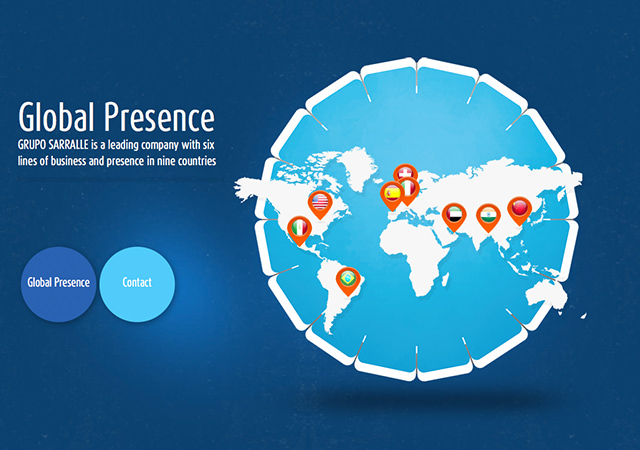 Global Presence
GRUPO SARRALLE is a leading company with six
lines of business and presence in nine countries
Global Presence
Contact